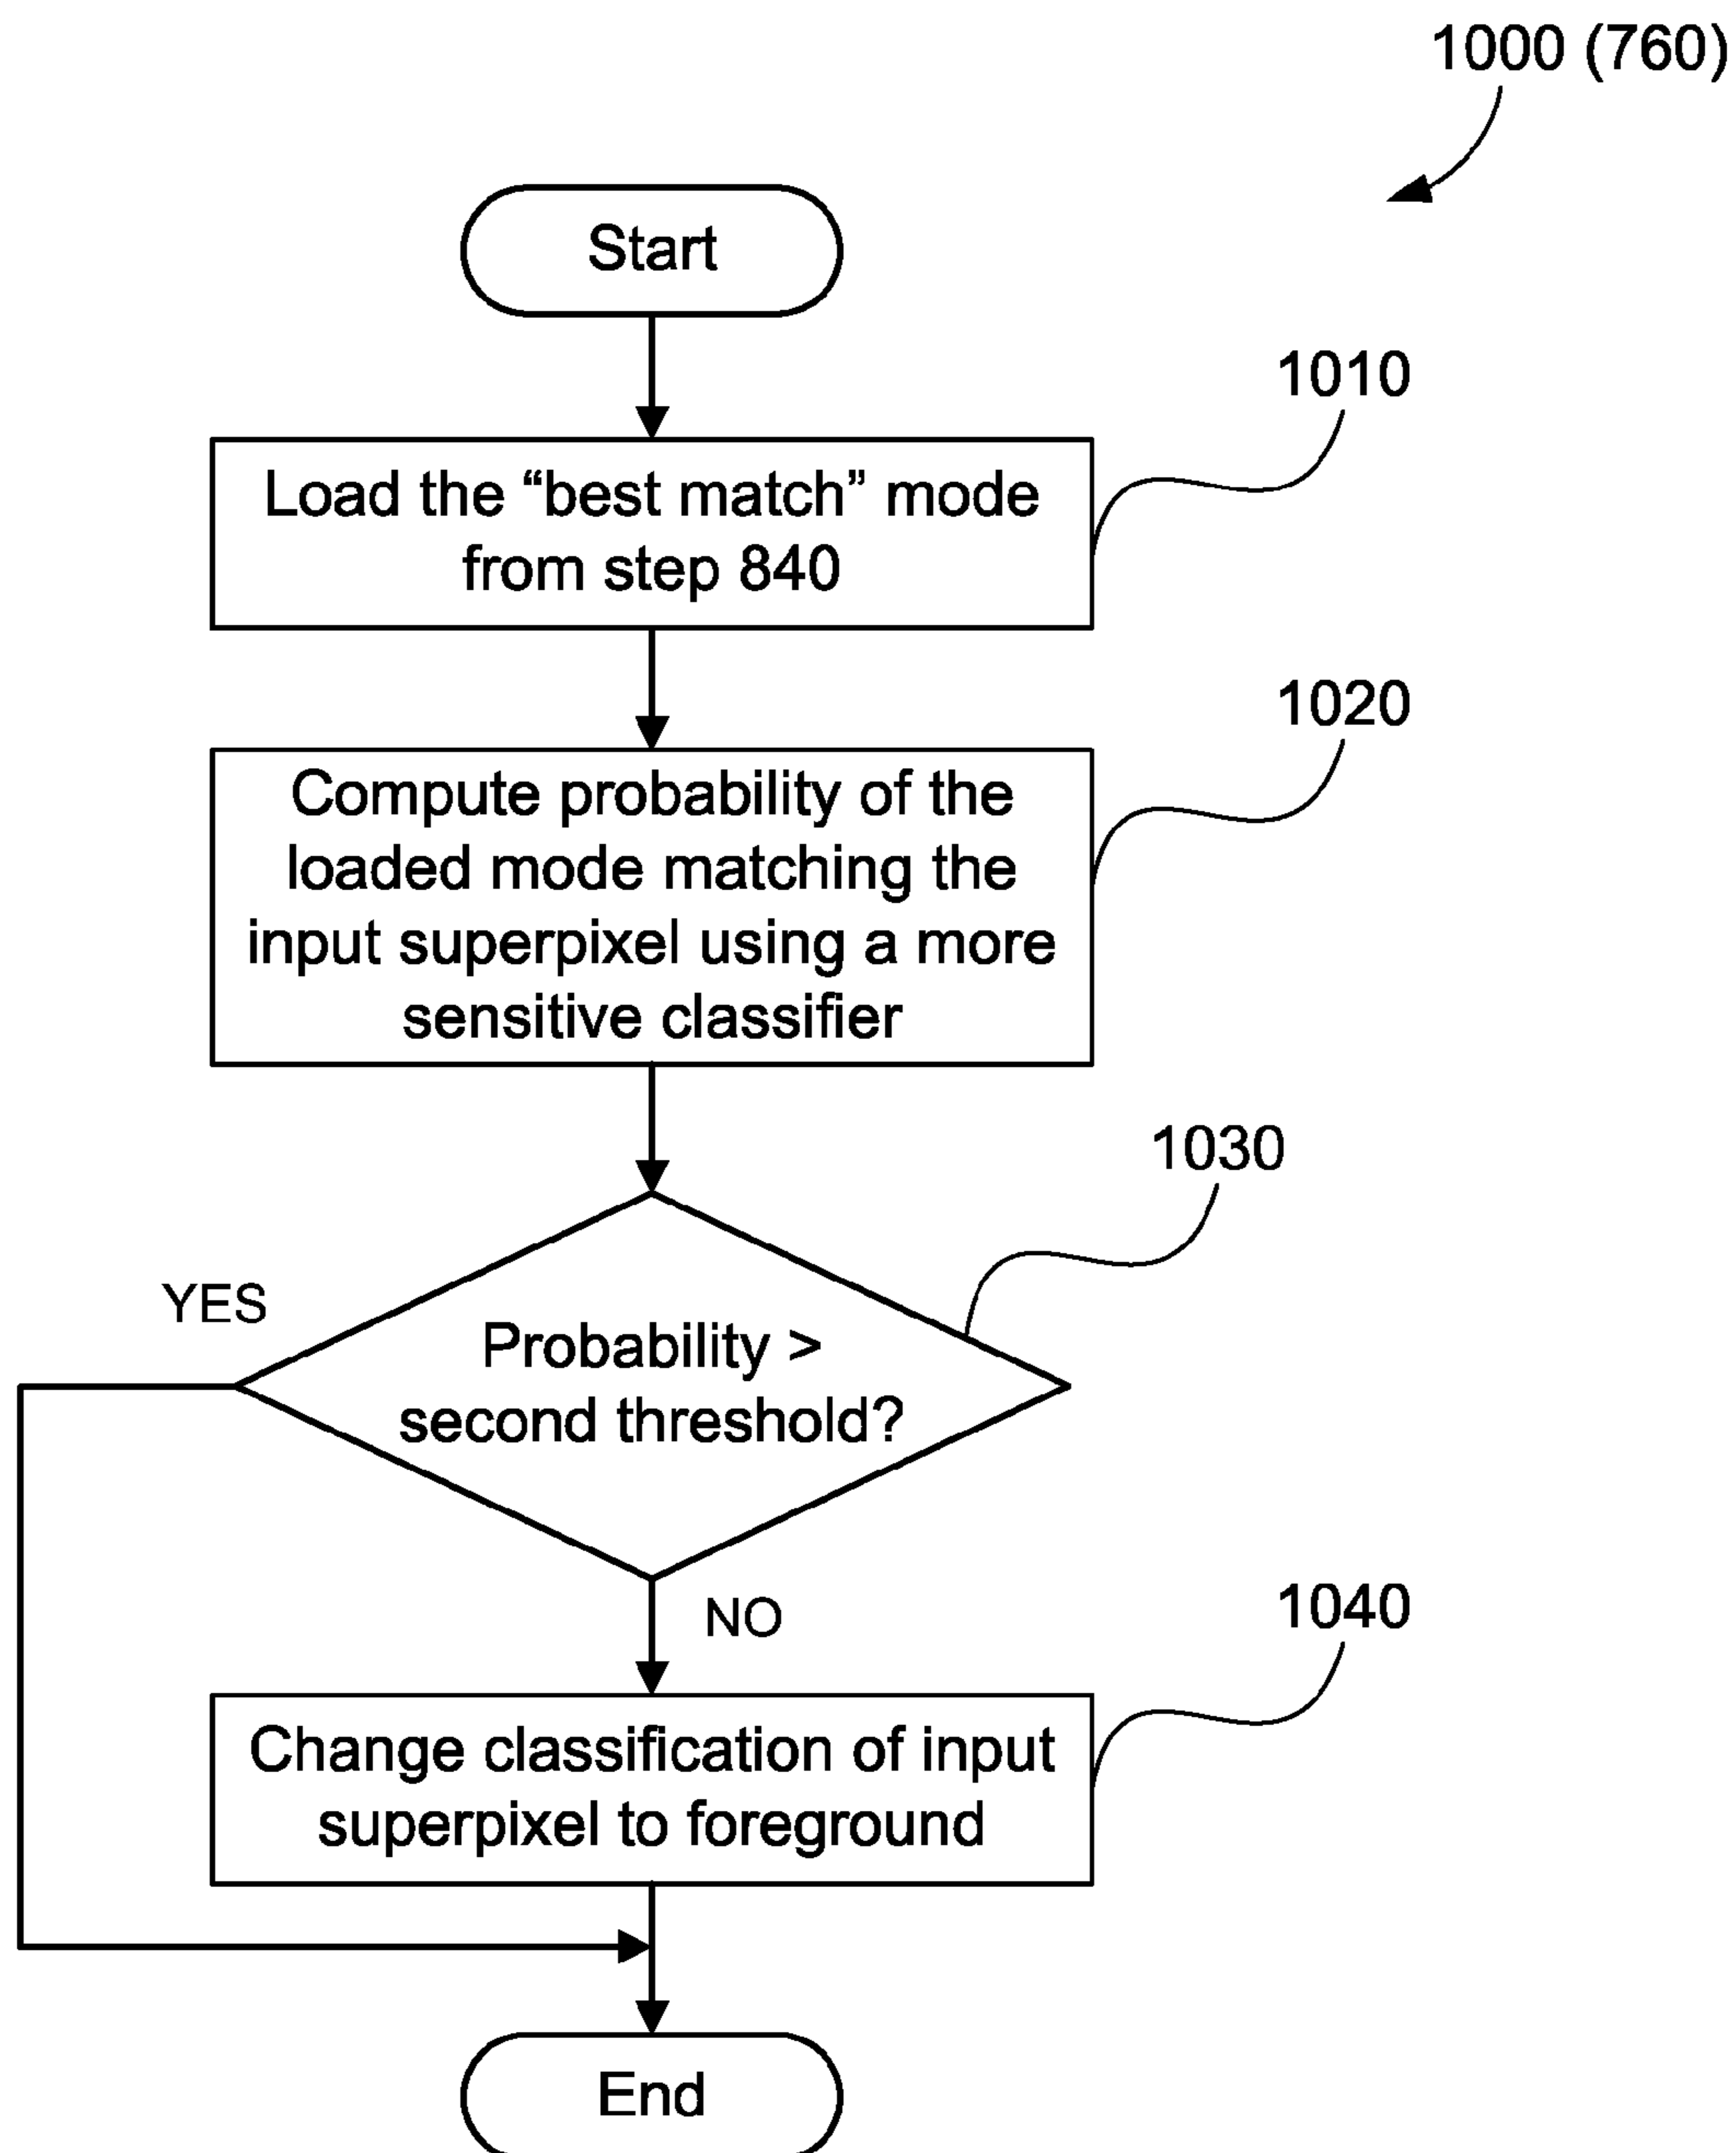 1000 (760)
Start
1010
Load the “best match” mode
from step 840
1020
Compute probability of the
loaded mode matching the
input superpixel using a more
sensitive classifier
1030
YES
Probability >
second threshold?
NO
1040
Change classification of input
superpixel to foreground
End